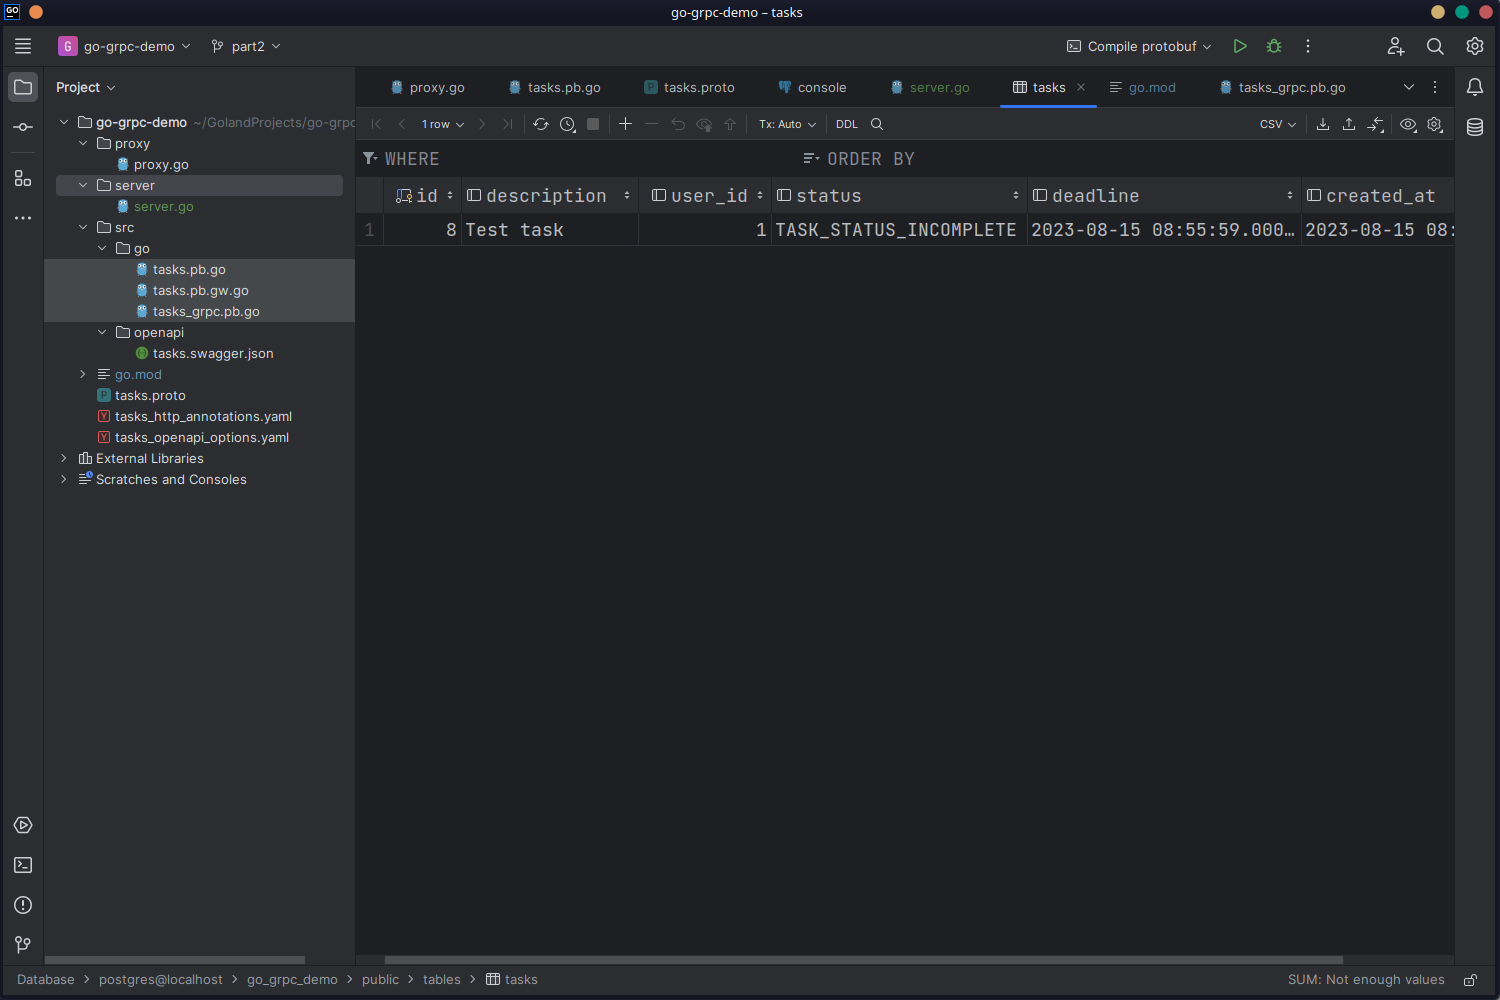 GO
go-grpc-demo – tasks
G
go-grpc-demo
part2
Compile protobuf
Project
proxy.go
tasks.pb.go
tasks.proto
console
server.go
tasks
go.mod
tasks_grpc.pb.go
go-grpc-demo ~/GolandProjects/go-grpc
proxy
proxy.go
server
server.go
src
go
tasks.pb.go
tasks.pb.gw.go
tasks_grpc.pb.go
openapi
tasks.swagger.json
go.mod
tasks.proto
tasks_http_annotations.yaml
tasks_openapi_options.yaml
External Libraries
Scratches and Consoles
1 row
Tx: Auto
DDL
CSV
WHERE
ORDER BY
id description user_id status deadline created_at
1 8 Test task 1 TASK_STATUS_INCOMPLETE 2023-08-15 08:55:59.000… 2023-08-15 08:
Database > postgres@localhost > go_grpc_demo > public > tables > tasks
SUM: Not enough values